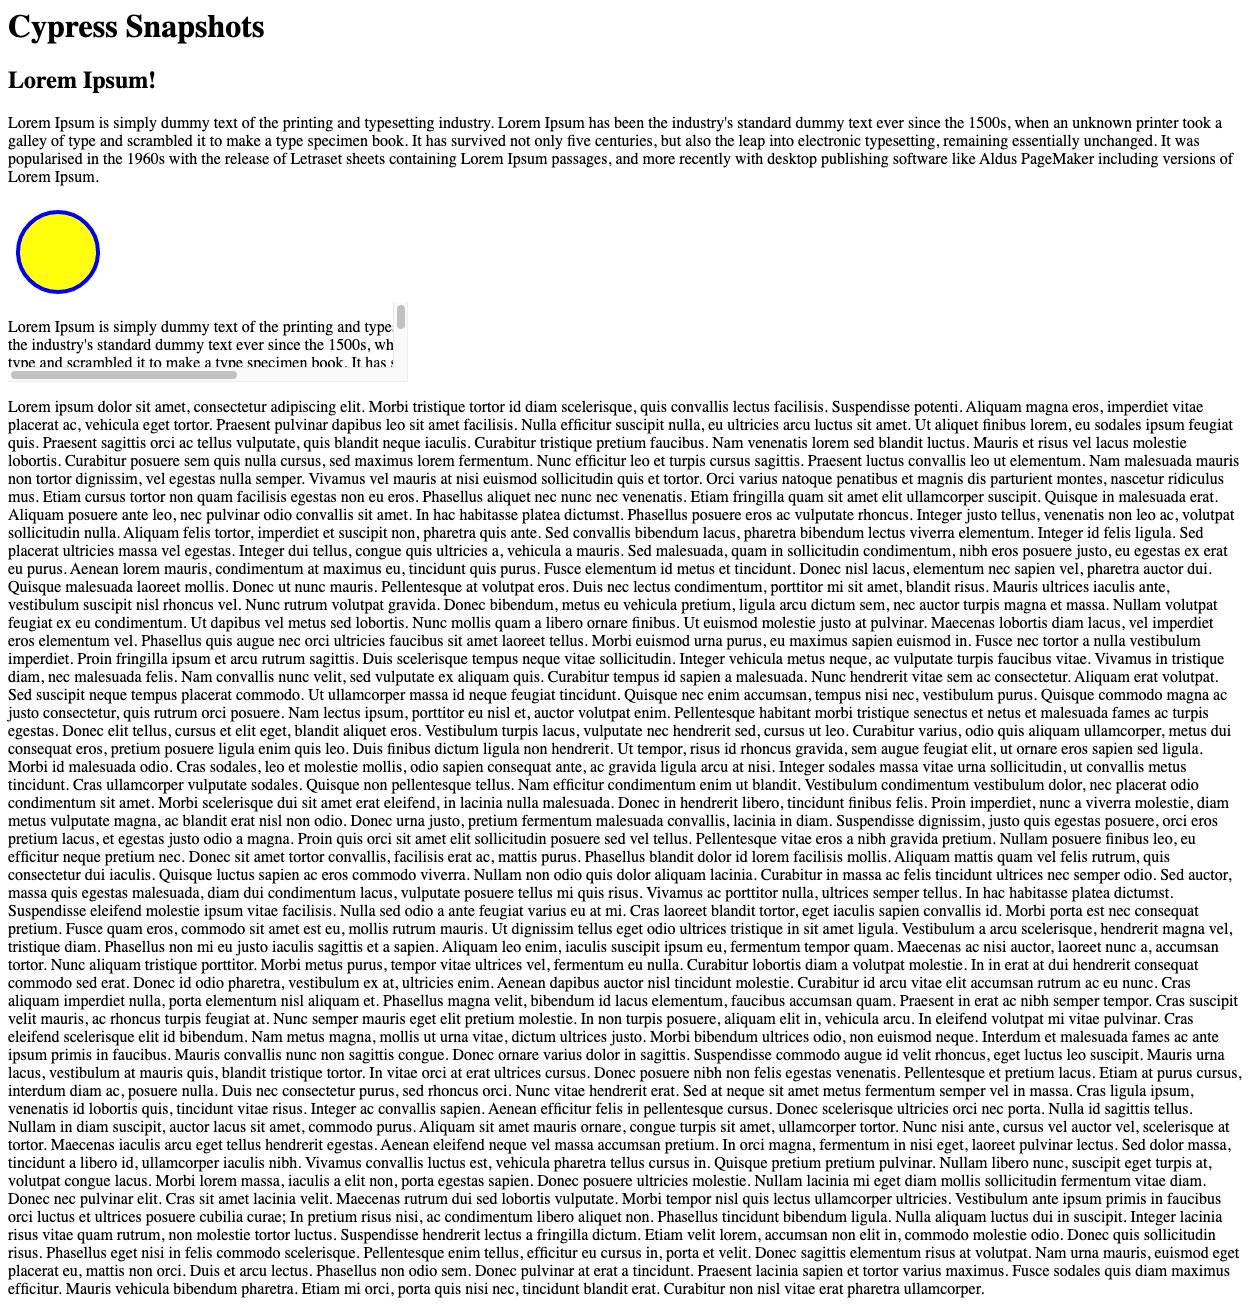 Cypress Snapshots
Lorem Ipsum!
Lorem Ipsum is simply dummy text of the printing and typesetting industry. Lorem Ipsum has been the industry's standard dummy text ever since the 1500s, when an unknown printer took a
galley of type and scrambled it to make a type specimen book. It has survived not only five centuries, but also the leap into electronic typesetting, remaining essentially unchanged. It was
popularised in the 1960s with the release of Letraset sheets containing Lorem Ipsum passages, and more recently with desktop publishing software like Aldus PageMaker including versions of
Lorem Ipsum.
Lorem Ipsum is simply dummy text of the printing and type
the industry's standard dummy text ever since the 1500s, wh
type and scrambled it to make a type specimen book. It has
Lorem ipsum dolor sit amet, consectetur adipiscing elit. Morbi tristique tortor id diam scelerisque, quis convallis lectus facilisis. Suspendisse potenti. Aliquam magna eros, imperdiet vitae
placerat ac, vehicula eget tortor. Praesent pulvinar dapibus leo sit amet facilisis. Nulla efficitur suscipit nulla, eu ultricies arcu luctus sit amet. Ut aliquet finibus lorem, eu sodales ipsum feugiat
quis. Praesent sagittis orci ac tellus vulputate, quis blandit neque iaculis. Curabitur tristique pretium faucibus. Nam venenatis lorem sed blandit luctus. Mauris et risus vel lacus molestie
lobortis. Curabitur posuere sem quis nulla cursus, sed maximus lorem fermentum. Nunc efficitur leo et turpis cursus sagittis. Praesent luctus convallis leo ut elementum. Nam malesuada mauris
non tortor dignissim, vel egestas nulla semper. Vivamus vel mauris at nisi euismod sollicitudin quis et tortor. Orci varius natoque penatibus et magnis dis parturient montes, nascetur ridiculus
mus. Etiam cursus tortor non quam facilisis egestas non eu eros. Phasellus aliquet nec nunc nec venenatis. Etiam fringilla quam sit amet elit ullamcorper suscipit. Quisque in malesuada erat.
Aliquam posuere ante leo, nec pulvinar odio convallis sit amet. In hac habitasse platea dictumst. Phasellus posuere eros ac vulputate rhoncus. Integer justo tellus, venenatis non leo ac, volutpat
sollicitudin nulla. Aliquam felis tortor, imperdiet et suscipit non, pharetra quis ante. Sed convallis bibendum lacus, pharetra bibendum lectus viverra elementum. Integer id felis ligula. Sed
placerat ultricies massa vel egestas. Integer dui tellus, congue quis ultricies a, vehicula a mauris. Sed malesuada, quam in sollicitudin condimentum, nibh eros posuere justo, eu egestas ex erat
eu purus. Aenean lorem mauris, condimentum at maximus eu, tincidunt quis purus. Fusce elementum id metus et tincidunt. Donec nisl lacus, elementum nec sapien vel, pharetra auctor dui.
Quisque malesuada laoreet mollis. Donec ut nunc mauris. Pellentesque at volutpat eros. Duis nec lectus condimentum, porttitor mi sit amet, blandit risus. Mauris ultrices iaculis ante,
vestibulum suscipit nisl rhoncus vel. Nunc rutrum volutpat gravida. Donec bibendum, metus eu vehicula pretium, ligula arcu dictum sem, nec auctor turpis magna et massa. Nullam volutpat
feugiat ex eu condimentum. Ut dapibus vel metus sed lobortis. Nunc mollis quam a libero ornare finibus. Ut euismod molestie justo at pulvinar. Maecenas lobortis diam lacus, vel imperdiet
eros elementum vel. Phasellus quis augue nec orci ultricies faucibus sit amet laoreet tellus. Morbi euismod urna purus, eu maximus sapien euismod in. Fusce nec tortor a nulla vestibulum
imperdiet. Proin fringilla ipsum et arcu rutrum sagittis. Duis scelerisque tempus neque vitae sollicitudin. Integer vehicula metus neque, ac vulputate turpis faucibus vitae. Vivamus in tristique
diam, nec malesuada felis. Nam convallis nunc velit, sed vulputate ex aliquam quis. Curabitur tempus id sapien a malesuada. Nunc hendrerit vitae sem ac consectetur. Aliquam erat volutpat.
Sed suscipit neque tempus placerat commodo. Ut ullamcorper massa id neque feugiat tincidunt. Quisque nec enim accumsan, tempus nisi nec, vestibulum purus. Quisque commodo magna ac
justo consectetur, quis rutrum orci posuere. Nam lectus ipsum, porttitor eu nisl et, auctor volutpat enim. Pellentesque habitant morbi tristique senectus et netus et malesuada fames ac turpis
egestas. Donec elit tellus, cursus et elit eget, blandit aliquet eros. Vestibulum turpis lacus, vulputate nec hendrerit sed, cursus ut leo. Curabitur varius, odio quis aliquam ullamcorper, metus dui
consequat eros, pretium posuere ligula enim quis leo. Duis finibus dictum ligula non hendrerit. Ut tempor, risus id rhoncus gravida, sem augue feugiat elit, ut ornare eros sapien sed ligula.
Morbi id malesuada odio. Cras sodales, leo et molestie mollis, odio sapien consequat ante, ac gravida ligula arcu at nisi. Integer sodales massa vitae urna sollicitudin, ut convallis metus
tincidunt. Cras ullamcorper vulputate sodales. Quisque non pellentesque tellus. Nam efficitur condimentum enim ut blandit. Vestibulum condimentum vestibulum dolor, nec placerat odio
condimentum sit amet. Morbi scelerisque dui sit amet erat eleifend, in lacinia nulla malesuada. Donec in hendrerit libero, tincidunt finibus felis. Proin imperdiet, nunc a viverra molestie, diam
metus vulputate magna, ac blandit erat nisl non odio. Donec urna justo, pretium fermentum malesuada convallis, lacinia in diam. Suspendisse dignissim, justo quis egestas posuere, orci eros
pretium lacus, et egestas justo odio a magna. Proin quis orci sit amet elit sollicitudin posuere sed vel tellus. Pellentesque vitae eros a nibh gravida pretium. Nullam posuere finibus leo, eu
efficitur neque pretium nec. Donec sit amet tortor convallis, facilisis erat ac, mattis purus. Phasellus blandit dolor id lorem facilisis mollis. Aliquam mattis quam vel felis rutrum, quis
consectetur dui iaculis. Quisque luctus sapien ac eros commodo viverra. Nullam non odio quis dolor aliquam lacinia. Curabitur in massa ac felis tincidunt ultrices nec semper odio. Sed auctor,
massa quis egestas malesuada, diam dui condimentum lacus, vulputate posuere tellus mi quis risus. Vivamus ac porttitor nulla, ultrices semper tellus. In hac habitasse platea dictumst.
Suspendisse eleifend molestie ipsum vitae facilisis. Nulla sed odio a ante feugiat varius eu at mi. Cras laoreet blandit tortor, eget iaculis sapien convallis id. Morbi porta est nec consequat
pretium. Fusce quam eros, commodo sit amet est eu, mollis rutrum mauris. Ut dignissim tellus eget odio ultrices tristique in sit amet ligula. Vestibulum a arcu scelerisque, hendrerit magna vel,
tristique diam. Phasellus non mi eu justo iaculis sagittis et a sapien. Aliquam leo enim, iaculis suscipit ipsum eu, fermentum tempor quam. Maecenas ac nisi auctor, laoreet nunc a, accumsan
tortor. Nunc aliquam tristique porttitor. Morbi metus purus, tempor vitae ultrices vel, fermentum eu nulla. Curabitur lobortis diam a volutpat molestie. In in erat at dui hendrerit consequat
commodo sed erat. Donec id odio pharetra, vestibulum ex at, ultricies enim. Aenean dapibus auctor nisl tincidunt molestie. Curabitur id arcu vitae elit accumsan rutrum ac eu nunc. Cras
aliquam imperdiet nulla, porta elementum nisl aliquam et. Phasellus magna velit, bibendum id lacus elementum, faucibus accumsan quam. Praesent in erat ac nibh semper tempor. Cras suscipit
velit mauris, ac rhoncus turpis feugiat at. Nunc semper mauris eget elit pretium molestie. In non turpis posuere, aliquam elit in, vehicula arcu. In eleifend volutpat mi vitae pulvinar. Cras
eleifend scelerisque elit id bibendum. Nam metus magna, mollis ut urna vitae, dictum ultrices justo. Morbi bibendum ultrices odio, non euismod neque. Interdum et malesuada fames ac ante
ipsum primis in faucibus. Mauris convallis nunc non sagittis congue. Donec ornare varius dolor in sagittis. Suspendisse commodo augue id velit rhoncus, eget luctus leo suscipit. Mauris urna
lacus, vestibulum at mauris quis, blandit tristique tortor. In vitae orci at erat ultrices cursus. Donec posuere nibh non felis egestas venenatis. Pellentesque et pretium lacus. Etiam at purus cursus,
interdum diam ac, posuere nulla. Duis nec consectetur purus, sed rhoncus orci. Nunc vitae hendrerit erat. Sed at neque sit amet metus fermentum semper vel in massa. Cras ligula ipsum,
venenatis id lobortis quis, tincidunt vitae risus. Integer ac convallis sapien. Aenean efficitur felis in pellentesque cursus. Donec scelerisque ultricies orci nec porta. Nulla id sagittis tellus.
Nullam in diam suscipit, auctor lacus sit amet, commodo purus. Aliquam sit amet mauris ornare, congue turpis sit amet, ullamcorper tortor. Nunc nisi ante, cursus vel auctor vel, scelerisque at
tortor. Maecenas iaculis arcu eget tellus hendrerit egestas. Aenean eleifend neque vel massa accumsan pretium. In orci magna, fermentum in nisi eget, laoreet pulvinar lectus. Sed dolor massa,
tincidunt a libero id, ullamcorper iaculis nibh. Vivamus convallis luctus est, vehicula pharetra tellus cursus in. Quisque pretium pretium pulvinar. Nullam libero nunc, suscipit eget turpis at,
volutpat congue lacus. Morbi lorem massa, iaculis a elit non, porta egestas sapien. Donec posuere ultricies molestie. Nullam lacinia mi eget diam mollis sollicitudin fermentum vitae diam.
Donec nec pulvinar elit. Cras sit amet lacinia velit. Maecenas rutrum dui sed lobortis vulputate. Morbi tempor nisl quis lectus ullamcorper ultricies. Vestibulum ante ipsum primis in faucibus
orci luctus et ultrices posuere cubilia curae; In pretium risus nisi, ac condimentum libero aliquet non. Phasellus tincidunt bibendum ligula. Nulla aliquam luctus dui in suscipit. Integer lacinia
risus vitae quam rutrum, non molestie tortor luctus. Suspendisse hendrerit lectus a fringilla dictum. Etiam velit lorem, accumsan non elit in, commodo molestie odio. Donec quis sollicitudin
risus. Phasellus eget nisi in felis commodo scelerisque. Pellentesque enim tellus, efficitur eu cursus in, porta et velit. Donec sagittis elementum risus at volutpat. Nam urna mauris, euismod eget
placerat eu, mattis non orci. Duis et arcu lectus. Phasellus non odio sem. Donec pulvinar at erat a tincidunt. Praesent lacinia sapien et tortor varius maximus. Fusce sodales quis diam maximus
efficitur. Mauris vehicula bibendum pharetra. Etiam mi orci, porta quis nisi nec, tincidunt blandit erat. Curabitur non nisl vitae erat pharetra ullamcorper.